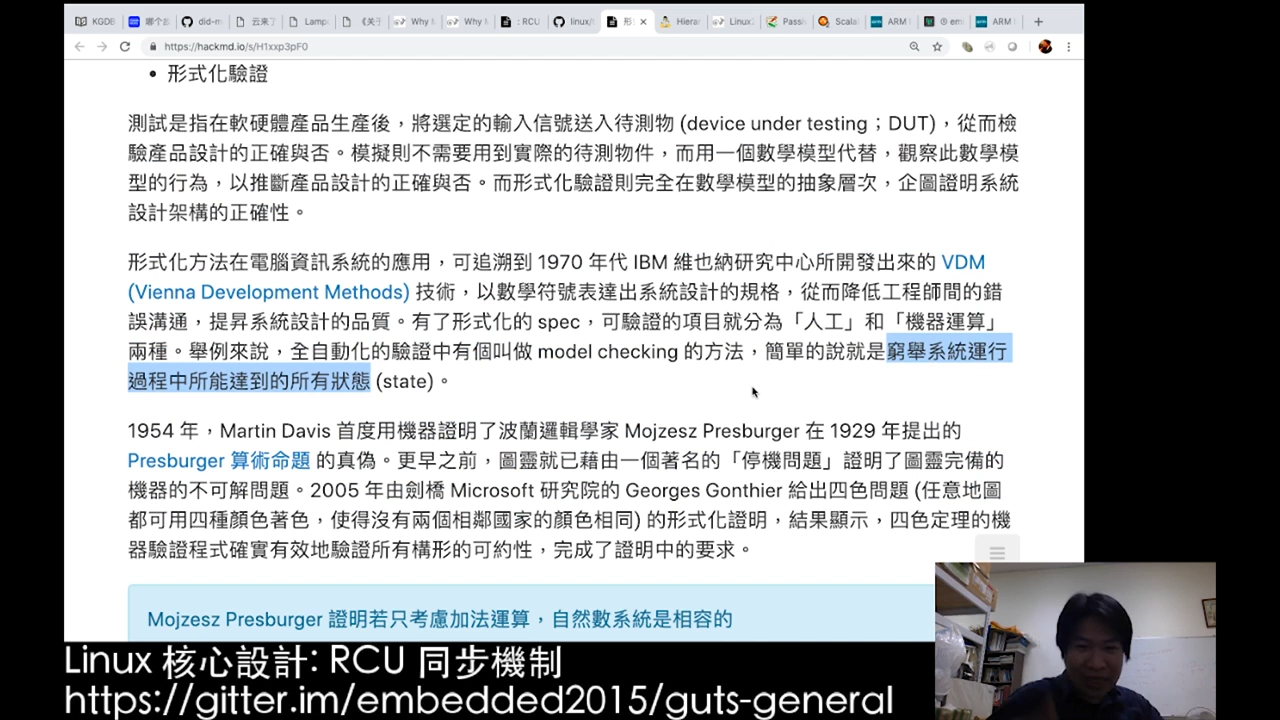 KGDB
哪个
did-m
云来了
Lamp
《关于
Why M
Why M
: RCU
linux/
Hierar
Linux
Passi
Scala
ARM
ARM
https://hackmd.io/s/H1xxp3pF0
• 形式化驗證
測試是指在軟硬體產品生產後，將選定的輸入信號送入待測物 (device under testing；DUT)，從而檢
驗產品設計的正確與否。模擬則不需要用到實際的待測物件，而用一個數學模型代替，觀察此數學模
型的行為，以推斷產品設計的正確與否。而形式化驗證則完全在數學模型的抽象層次，企圖證明系統
設計架構的正確性。
形式化方法在電腦資訊系統的應用，可追溯到 1970 年代 IBM 維也納研究中心所開發出來的 VDM
(Vienna Development Methods) 技術，以數學符號表達出系統設計的規格，從而降低工程師間的錯
誤溝通，提昇系統設計的品質。有了形式化的 spec，可驗證的項目就分為「人工」和「機器運算」
兩種。舉例來說，全自動化的驗證中有個叫做 model checking 的方法，簡單的說就是窮舉系統運行
過程中所能達到的所有狀態 (state)。
1954 年，Martin Davis 首度用機器證明了波蘭邏輯學家 Mojzesz Presburger 在 1929 年提出的
Presburger 算術命題 的真偽。更早之前，圖靈就已藉由一個著名的「停機問題」證明了圖靈完備的
機器的不可解問題。2005 年由劍橋 Microsoft 研究院的 Georges Gonthier 給出四色問題 (任意地圖
都可用四種顏色著色，使得沒有兩個相鄰國家的顏色相同) 的形式化證明，結果顯示，四色定理的機
器驗證程式確實有效地驗證所有構形的可約性，完成了證明中的要求。
Mojzesz Presburger 證明若只考慮加法運算，自然數系統是相容的
Linux 核心設計: RCU 同步機制
https://gitter.im/embedded2015/guts-general